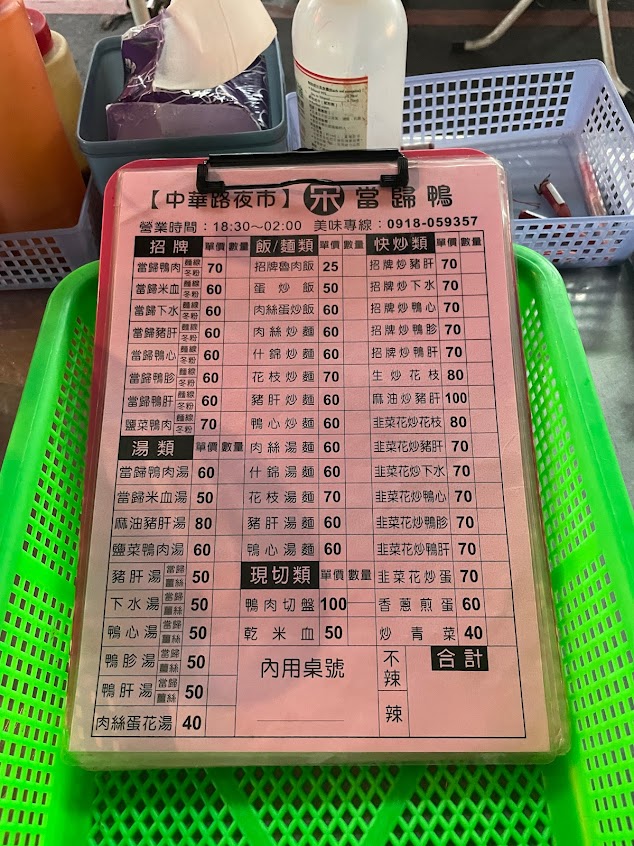 【中華路夜市】宗當歸鴨
營業時間：18:30～02:00 美味專線：0918-059357
招牌 單價 數量
當歸鴨肉 麵線 冬粉 70
當歸米血 麵線 冬粉 60
當歸下水 麵線 冬粉 60
當歸豬肝 麵線 冬粉 60
當歸鴨心 麵線 冬粉 60
當歸鴨胗 麵線 冬粉 60
當歸鴨肝 麵線 冬粉 60
鹽菜鴨肉 麵線 冬粉 70
湯類 單價 數量
當歸鴨肉湯 60
當歸米血湯 50
麻油豬肝湯 80
鹽菜鴨肉湯 60
豬肝湯 當歸 薑絲 50
下水湯 當歸 薑絲 50
鴨心湯 當歸 薑絲 50
鴨胗湯 當歸 薑絲 50
鴨肝湯 當歸 薑絲 50
肉絲蛋花湯 40
飯/麵類 單價 數量
招牌魯肉飯 25
蛋炒飯 50
肉絲蛋炒飯 60
肉絲炒麵 60
什錦炒麵 60
花枝炒麵 70
豬肝炒麵 60
鴨心炒麵 60
肉絲湯麵 60
什錦湯麵 60
花枝湯麵 70
豬肝湯麵 60
鴨心湯麵 60
現切類 單價 數量
鴨肉切盤 100
乾米血 50
內用桌號
快炒類 單價 數量
招牌炒豬肝 70
招牌炒下水 70
招牌炒鴨心 70
招牌炒鴨胗 70
招牌炒鴨肝 70
生炒花枝 80
麻油炒豬肝 100
韭菜花炒花枝 80
韭菜花炒豬肝 70
韭菜花炒下水 70
韭菜花炒鴨心 70
韭菜花炒鴨胗 70
韭菜花炒鴨肝 70
韭菜花炒蛋 70
香蔥煎蛋 60
炒青菜 40
不辣
辣
合計